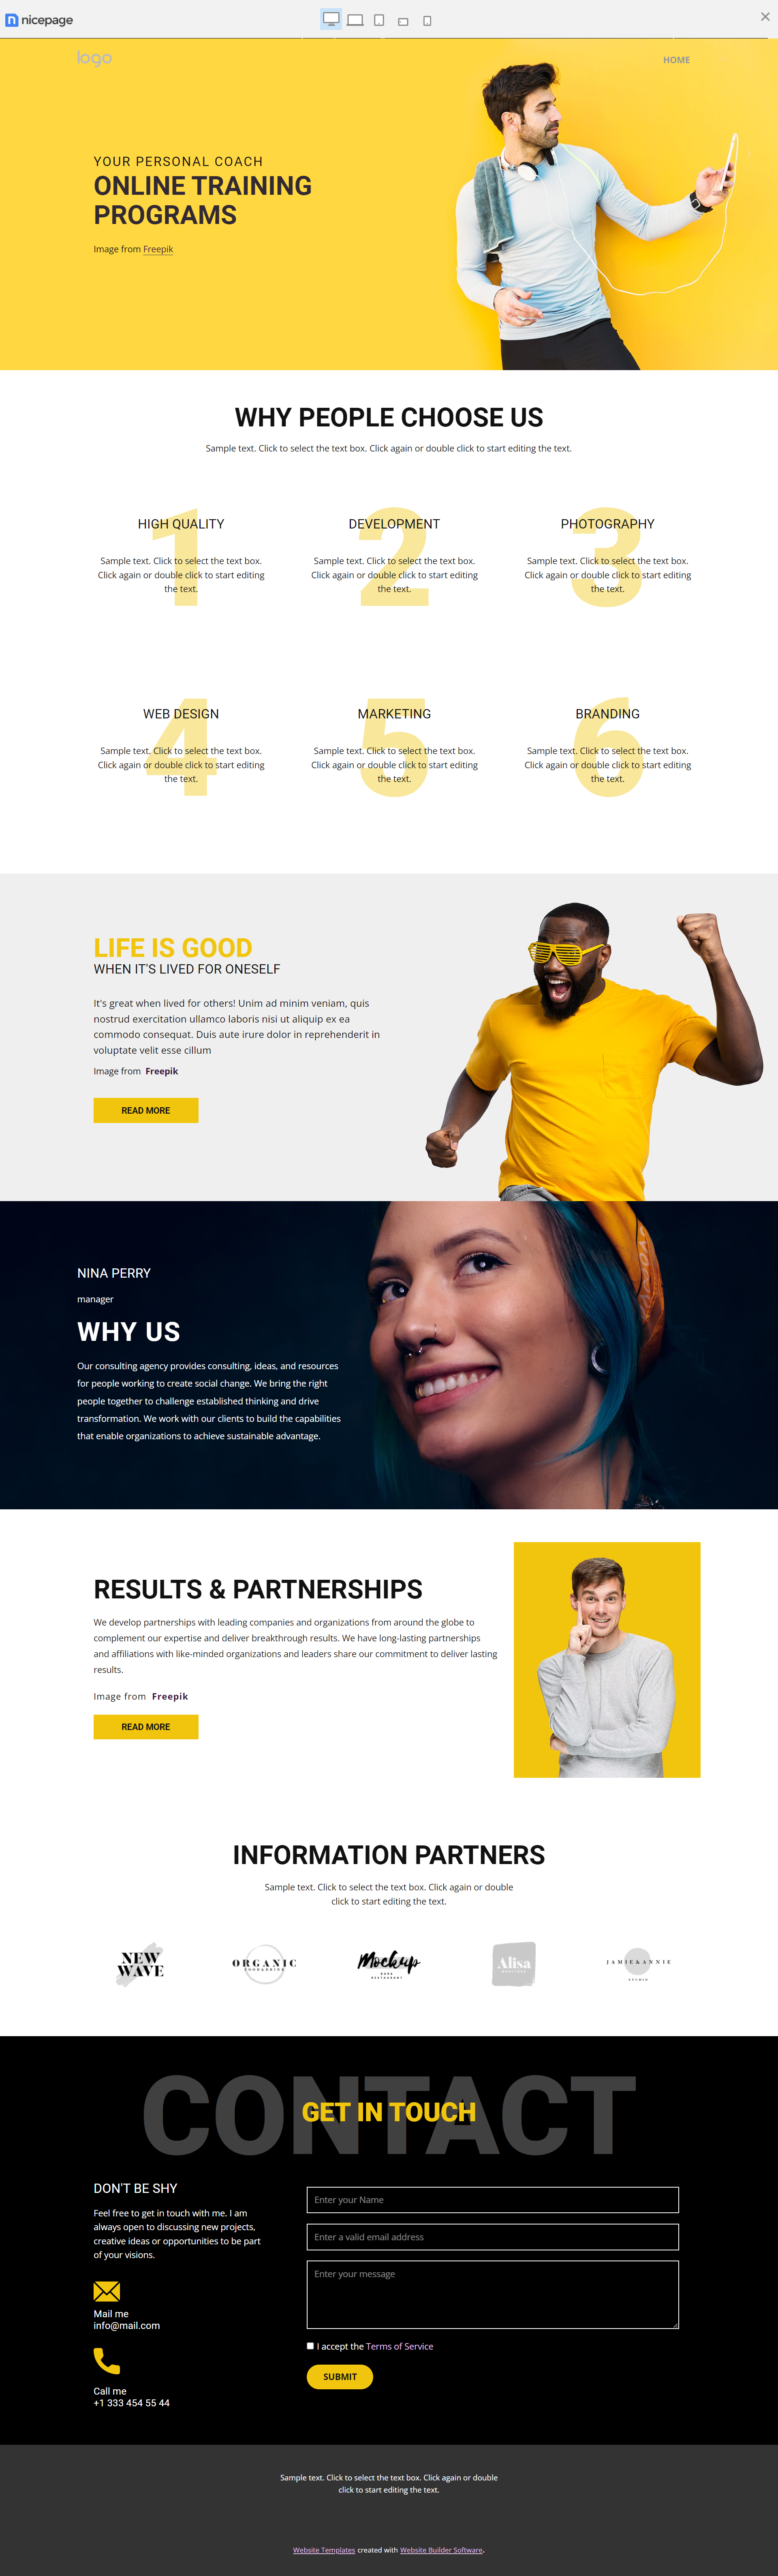 nicepage
logo
HOME
YOUR PERSONAL COACH
ONLINE TRAINING
PROGRAMS
Image from Freepik
WHY PEOPLE CHOOSE US
Sample text. Click to select the text box. Click again or double click to start editing the text.
1
HIGH QUALITY
Sample text. Click to select the text box.
Click again or double click to start editing
the text.
2
DEVELOPMENT
Sample text. Click to select the text box.
Click again or double click to start editing
the text.
3
PHOTOGRAPHY
Sample text. Click to select the text box.
Click again or double click to start editing
the text.
4
WEB DESIGN
Sample text. Click to select the text box.
Click again or double click to start editing
the text.
5
MARKETING
Sample text. Click to select the text box.
Click again or double click to start editing
the text.
6
BRANDING
Sample text. Click to select the text box.
Click again or double click to start editing
the text.
LIFE IS GOOD
WHEN IT'S LIVED FOR ONESELF
It's great when lived for others! Unim ad minim veniam, quis
nostrud exercitation ullamco laboris nisi ut aliquip ex ea
commodo consequat. Duis aute irure dolor in reprehenderit in
voluptate velit esse cillum
Image from Freepik
READ MORE
NINA PERRY
manager
WHY US
Our consulting agency provides consulting, ideas, and resources
for people working to create social change. We bring the right
people together to challenge established thinking and drive
transformation. We work with our clients to build the capabilities
that enable organizations to achieve sustainable advantage.
RESULTS & PARTNERSHIPS
We develop partnerships with leading companies and organizations from around the globe to
complement our expertise and deliver breakthrough results. We have long-lasting partnerships
and affiliations with like-minded organizations and leaders share our commitment to deliver lasting
results.
Image from Freepik
READ MORE
INFORMATION PARTNERS
Sample text. Click to select the text box. Click again or double
click to start editing the text.
NEW
WAVE
ORGANIC
Mockup
RESTAURANT
Alisa
JAMIE&ANNIE
STUDIO
CONTACT
GET IN TOUCH
DON'T BE SHY
Feel free to get in touch with me. I am
always open to discussing new projects,
creative ideas or opportunities to be part
of your visions.
Mail me
info@mail.com
Call me
+1 333 454 55 44
Enter your Name
Enter a valid email address
Enter your message
I accept the Terms of Service
SUBMIT
Sample text. Click to select the text box. Click again or double
click to start editing the text.
Website Templates created with Website Builder Software.